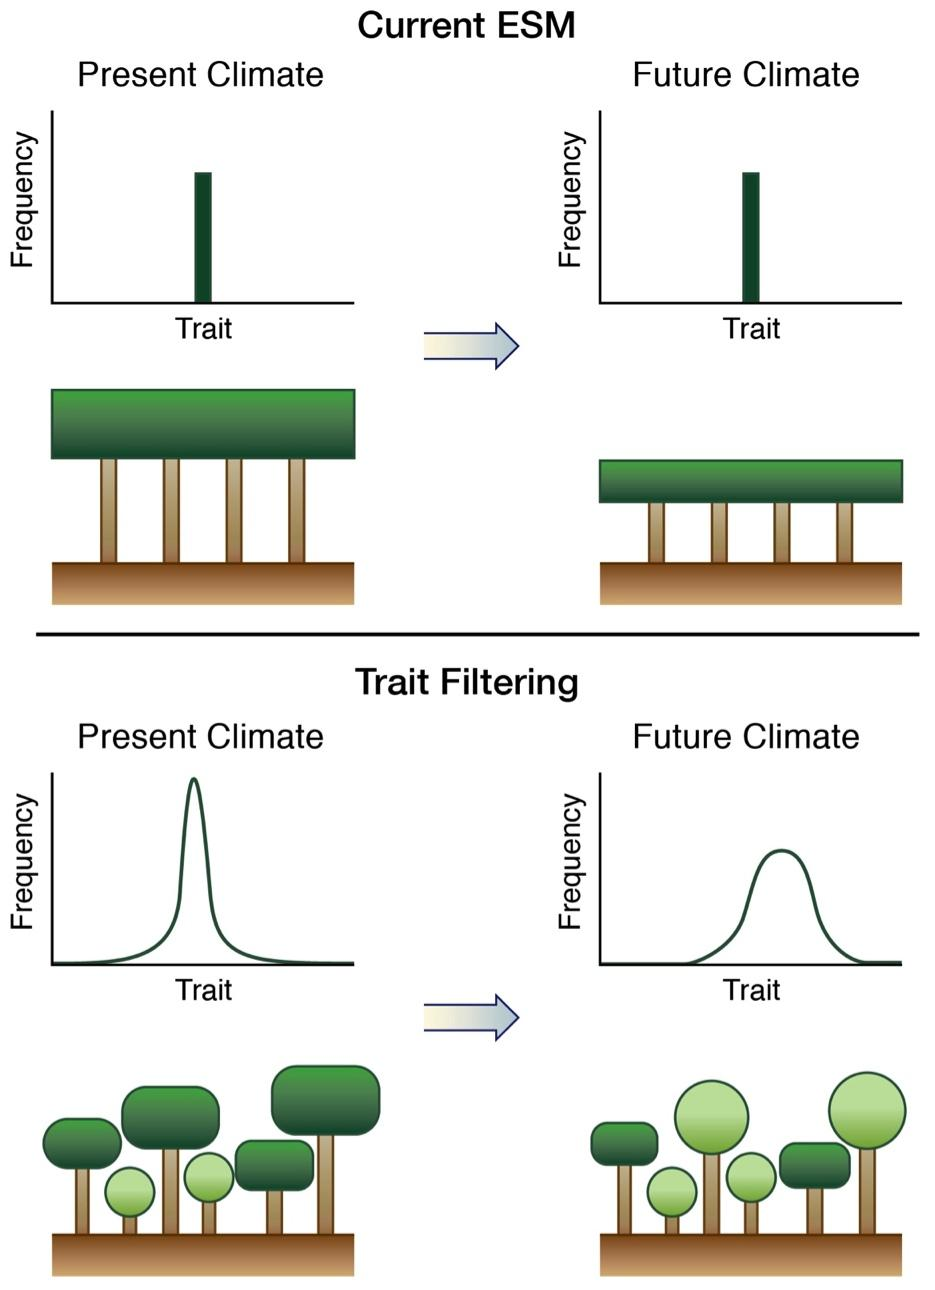 Current ESM
Present Climate
Future Climate
Frequency
Frequency
Trait
Trait
Trait Filtering
Present Climate
Future Climate
Frequency
Frequency
Trait
Trait